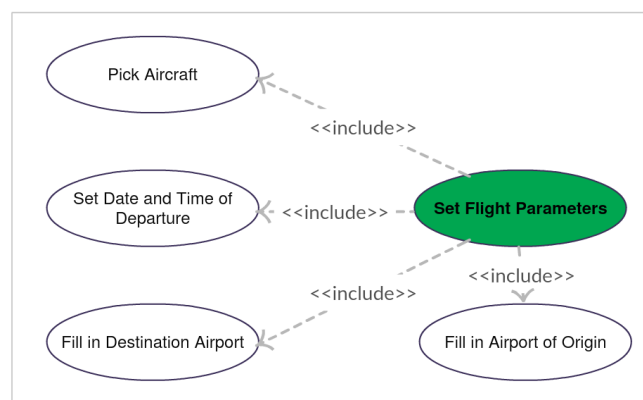 Pick Aircraft
<<include>>
Set Date and Time of
Departure
<<include>>
Set Flight Parameters
<<include>>
<<include>>
Fill in Destination Airport
Fill in Airport of Origin